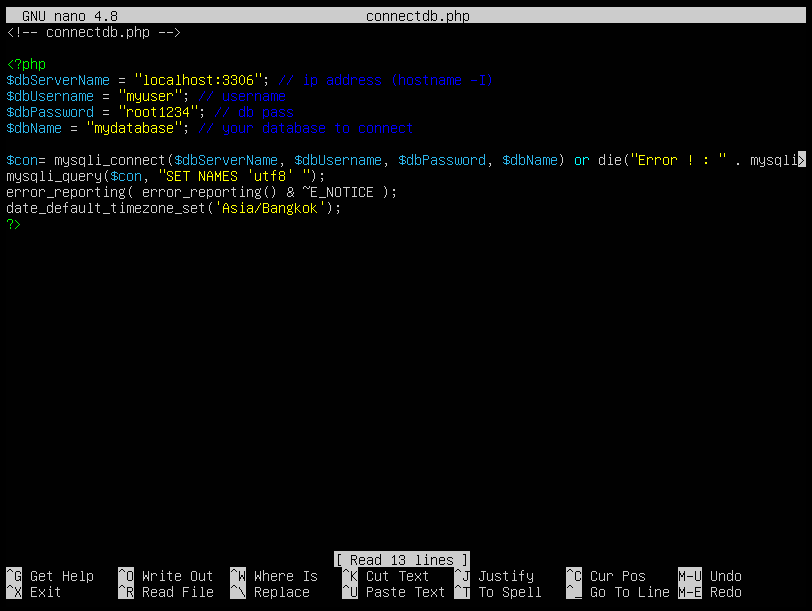 GNU nano 4.8 connectdb.php
<!-- connectdb.php -->
<?php
$dbServerName = "localhost:3306"; // ip address (hostname -I)
$dbUsername = "myuser"; // username
$dbPassword = "root1234"; // db pass
$dbName = "mydatabase"; // your database to connect
$con= mysqli_connect($dbServerName, $dbUsername, $dbPassword, $dbName) or die("Error ! : " . mysqli>
mysqli_query($con, "SET NAMES 'utf8' ");
error_reporting( error_reporting() & ~E_NOTICE );
date_default_timezone_set('Asia/Bangkok');
?>
[ Read 13 lines ]
^G Get Help ^O Write Out ^W Where Is ^K Cut Text ^J Justify ^C Cur Pos M-U Undo
^X Exit ^R Read File ^\ Replace ^U Paste Text ^T To Spell ^_ Go To Line M-E Redo